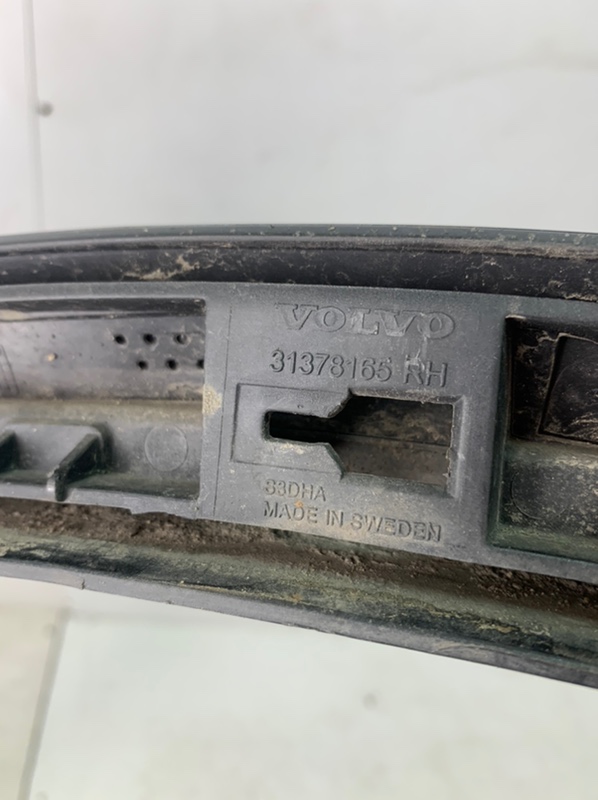 VOLVO
31378165 RH
S3DHA
MADE IN SWEDEN